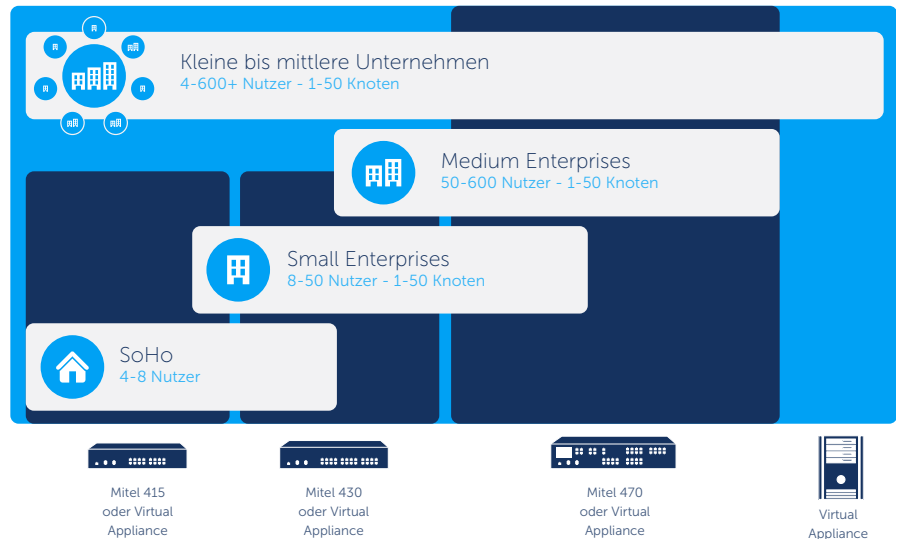 Kleine bis mittlere Unternehmen
4-600+ Nutzer - 1-50 Knoten
Medium Enterprises
50-600 Nutzer - 1-50 Knoten
Small Enterprises
8-50 Nutzer - 1-50 Knoten
SoHo
4-8 Nutzer
Mitel 415
oder Virtual
Appliance
Mitel 430
oder Virtual
Appliance
Mitel 470
oder Virtual
Appliance
Virtual
Appliance